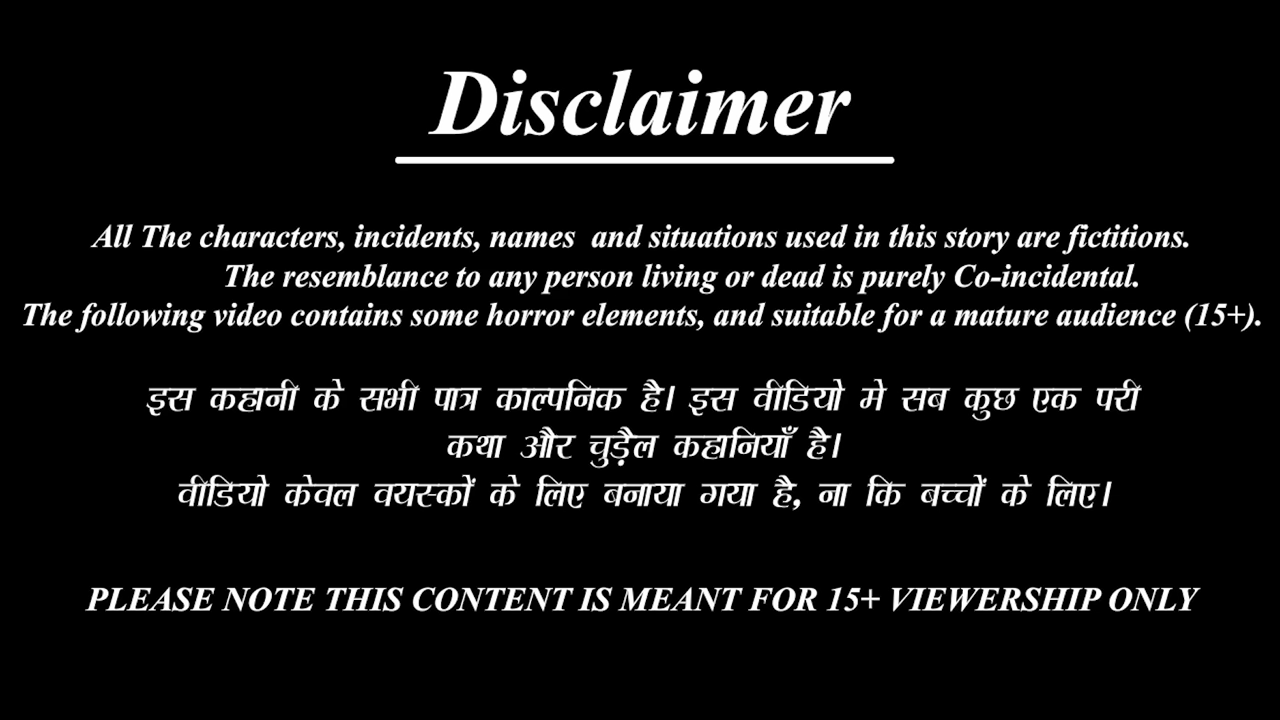 Disclaimer
All The characters, incidents, names and situations used in this story are fictitions.
The resemblance to any person living or dead is purely Co-incidental.
The following video contains some horror elements, and suitable for a mature audience (15+).
इस कहानी के सभी पात्र काल्पनिक है। इस वीडियो मे सब कुछ एक परी
कथा और चुड़ैल कहानियाँ है।
वीडियो केवल वयस्कों के लिए बनाया गया है, ना कि बच्चों के लिए।
PLEASE NOTE THIS CONTENT IS MEANT FOR 15+ VIEWERSHIP ONLY